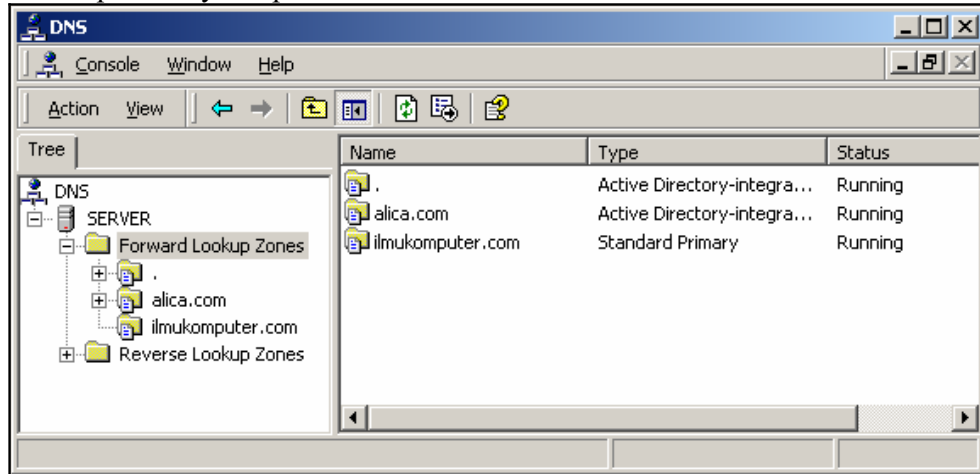 DNS
Console Window Help
Action View
Tree
DNS
SERVER
Forward Lookup Zones
.
alica.com
ilmukomputer.com
Reverse Lookup Zones
Name Type Status
. Active Directory-integra... Running
alica.com Active Directory-integra... Running
ilmukomputer.com Standard Primary Running